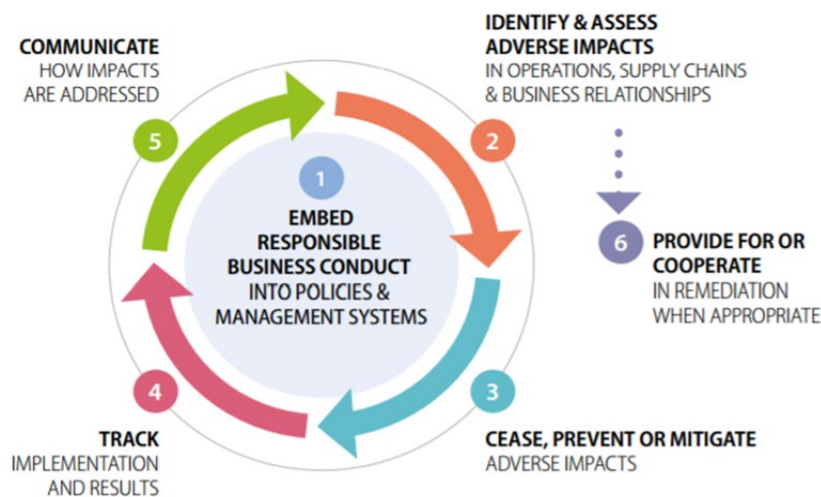 1
EMBED
RESPONSIBLE
BUSINESS CONDUCT
INTO POLICIES &
MANAGEMENT SYSTEMS
2
IDENTIFY & ASSESS
ADVERSE IMPACTS
IN OPERATIONS, SUPPLY CHAINS
& BUSINESS RELATIONSHIPS
3
CEASE, PREVENT OR MITIGATE
ADVERSE IMPACTS
4
TRACK
IMPLEMENTATION
AND RESULTS
5
COMMUNICATE
HOW IMPACTS
ARE ADDRESSED
6
PROVIDE FOR OR
COOPERATE
IN REMEDIATION
WHEN APPROPRIATE